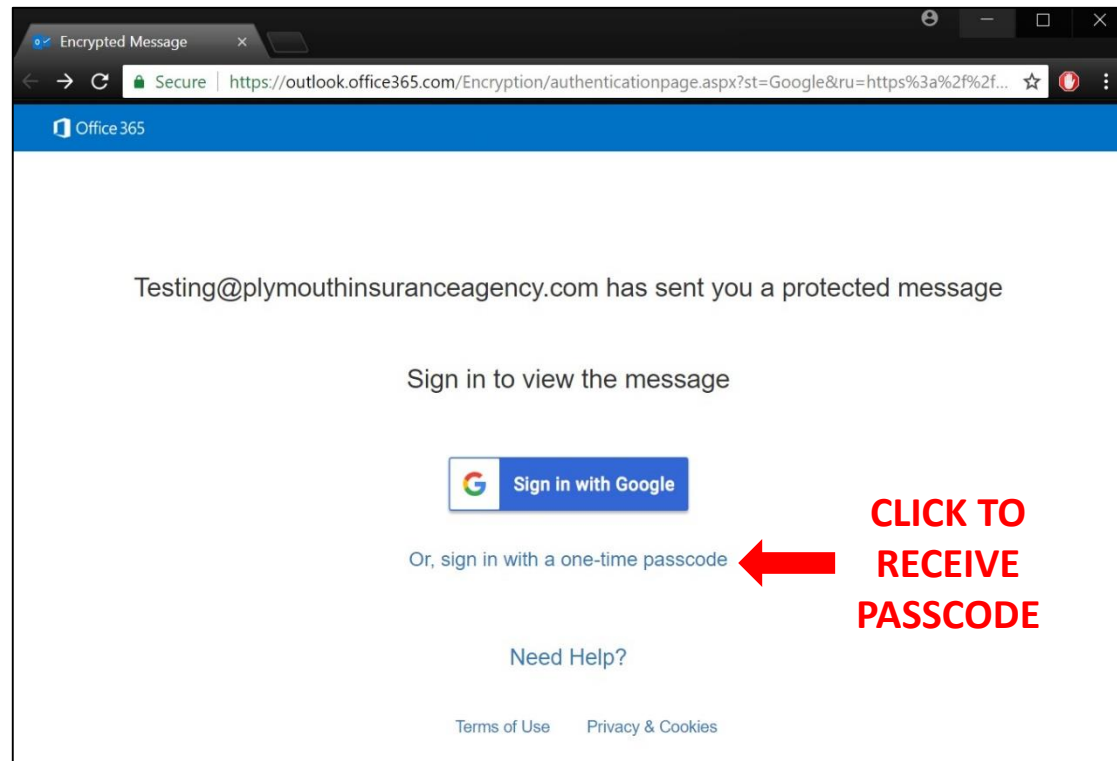 Encrypted Message
Secure https://outlook.office365.com/Encryption/authenticationpage.aspx?st=Google&ru=https%3a%2f%2f...
Office 365
Testing@plymouthinsuranceagency.com has sent you a protected message
Sign in to view the message
G Sign in with Google
Or, sign in with a one-time passcode
CLICK TO
RECEIVE
PASSCODE
Need Help?
Terms of Use Privacy & Cookies